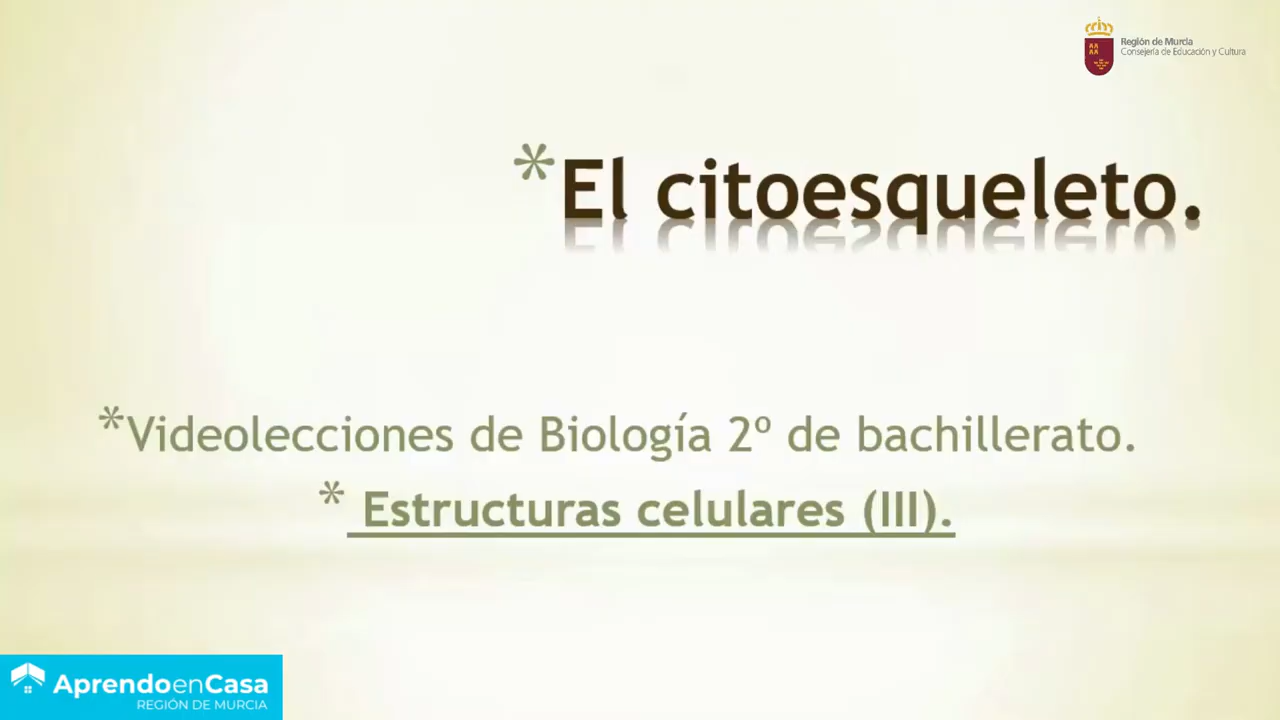 Región de Murcia
Consejería de Educación y Cultura
*El citoesqueleto.
*Videolecciones de Biología 2º de bachillerato.
* Estructuras celulares (III).
AprendoenCasa
REGIÓN DE MURCIA